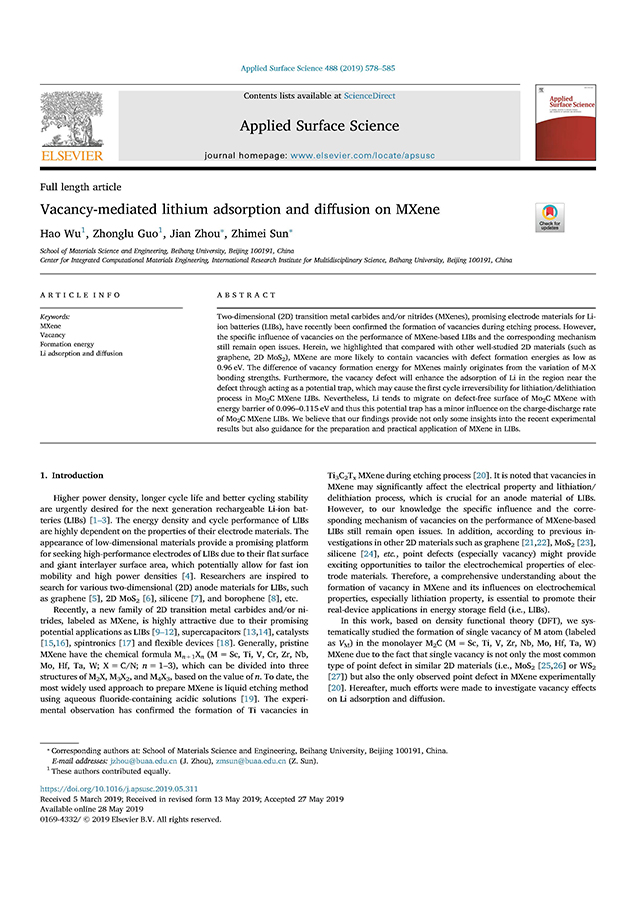 Applied Surface Science 488 (2019) 578–585
Contents lists available at ScienceDirect
Applied Surface Science
journal homepage: www.elsevier.com/locate/apsusc
ELSEVIER
Applied
Surface Science
Full length article
Vacancy-mediated lithium adsorption and diffusion on MXene
Check for
updates
Hao Wu1, Zhonglu Guo1, Jian Zhou*, Zhimei Sun*
School of Materials Science and Engineering, Beihang University, Beijing 100191, China
Center for Integrated Computational Materials Engineering, International Research Institute for Multidisciplinary Science, Beihang University, Beijing 100191, China
ARTICLE INFO
Keywords:
MXene
Vacancy
Formation energy
Li adsorption and diffusion
ABSTRACT
Two-dimensional (2D) transition metal carbides and/or nitrides (MXenes), promising electrode materials for Li-
ion batteries (LIBs), have recently been confirmed the formation of vacancies during etching process. However,
the specific influence of vacancies on the performance of MXene-based LIBs and the corresponding mechanism
still remain open issues. Herein, we highlighted that compared with other well-studied 2D materials (such as
graphene, 2D MoS2), MXene are more likely to contain vacancies with defect formation energies as low as
0.96 eV. The difference of vacancy formation energy for MXenes mainly originates from the variation of M-X
bonding strengths. Furthermore, the vacancy defect will enhance the adsorption of Li in the region near the
defect through acting as a potential trap, which may cause the first cycle irreversibility for lithiation/delithiation
process in Mo2C MXene LIBs. Nevertheless, Li tends to migrate on defect-free surface of Mo2C MXene with
energy barrier of 0.096–0.115 eV and thus this potential trap has a minor influence on the charge-discharge rate
of Mo2C MXene LIBs. We believe that our findings provide not only some insights into the recent experimental
results but also guidance for the preparation and practical application of MXene in LIBs.
1. Introduction
Higher power density, longer cycle life and better cycling stability
are urgently desired for the next generation rechargeable Li-ion bat-
teries (LIBs) [1–3]. The energy density and cycle performance of LIBs
are highly dependent on the properties of their electrode materials. The
appearance of low-dimensional materials provide a promising platform
for seeking high-performance electrodes of LIBs due to their flat surface
and giant interlayer surface area, which potentially allow for fast ion
mobility and high power densities [4]. Researchers are inspired to
search for various two-dimensional (2D) anode materials for LIBs, such
as graphene [5], 2D MoS2 [6], silicene [7], and borophene [8], etc.
Recently, a new family of 2D transition metal carbides and/or ni-
trides, labeled as MXene, is highly attractive due to their promising
potential applications as LIBs [9–12], supercapacitors [13,14], catalysts
[15,16], spintronics [17] and flexible devices [18]. Generally, pristine
MXene have the chemical formula Mn+1Xn (M = Sc, Ti, V, Cr, Zr, Nb,
Mo, Hf, Ta, W; X = C/N; n = 1–3), which can be divided into three
structures of M2X, M3X2, and M4X3, based on the value of n. To date, the
most widely used approach to prepare MXene is liquid etching method
using aqueous fluoride-containing acidic solutions [19]. The experi-
mental observation has confirmed the formation of Ti vacancies in
Ti3C2Tx MXene during etching process [20]. It is noted that vacancies in
MXene may significantly affect the electrical property and lithiation/
delithiation process, which is crucial for an anode material of LIBs.
However, to our knowledge the specific influence and the corre-
sponding mechanism of vacancies on the performance of MXene-based
LIBs still remain open issues. In addition, according to previous in-
vestigations in other 2D materials such as graphene [21,22], MoS2 [23],
silicene [24], etc., point defects (especially vacancy) might provide
exciting opportunities to tailor the electrochemical properties of elec-
trode materials. Therefore, a comprehensive understanding about the
formation of vacancy in MXene and its influences on electrochemical
properties, especially lithiation property, is essential to promote their
real-device applications in energy storage field (i.e., LIBs).
In this work, based on density functional theory (DFT), we sys-
tematically studied the formation of single vacancy of M atom (labeled
as VM) in the monolayer M2C (M = Sc, Ti, V, Zr, Nb, Mo, Hf, Ta, W)
MXene due to the fact that single vacancy is not only the most common
type of point defect in similar 2D materials (i.e., MoS2 [25,26] or WS2
[27]) but also the only observed point defect in MXene experimentally
[20]. Hereafter, much efforts were made to investigate vacancy effects
on Li adsorption and diffusion.
* Corresponding authors at: School of Materials Science and Engineering, Beihang University, Beijing 100191, China.
E-mail addresses: jzhou@buaa.edu.cn (J. Zhou), zmsun@buaa.edu.cn (Z. Sun).
1 These authors contributed equally.
https://doi.org/10.1016/j.apsusc.2019.05.311
Received 5 March 2019; Received in revised form 13 May 2019; Accepted 27 May 2019
Available online 28 May 2019
0169-4332/ © 2019 Elsevier B.V. All rights reserved.